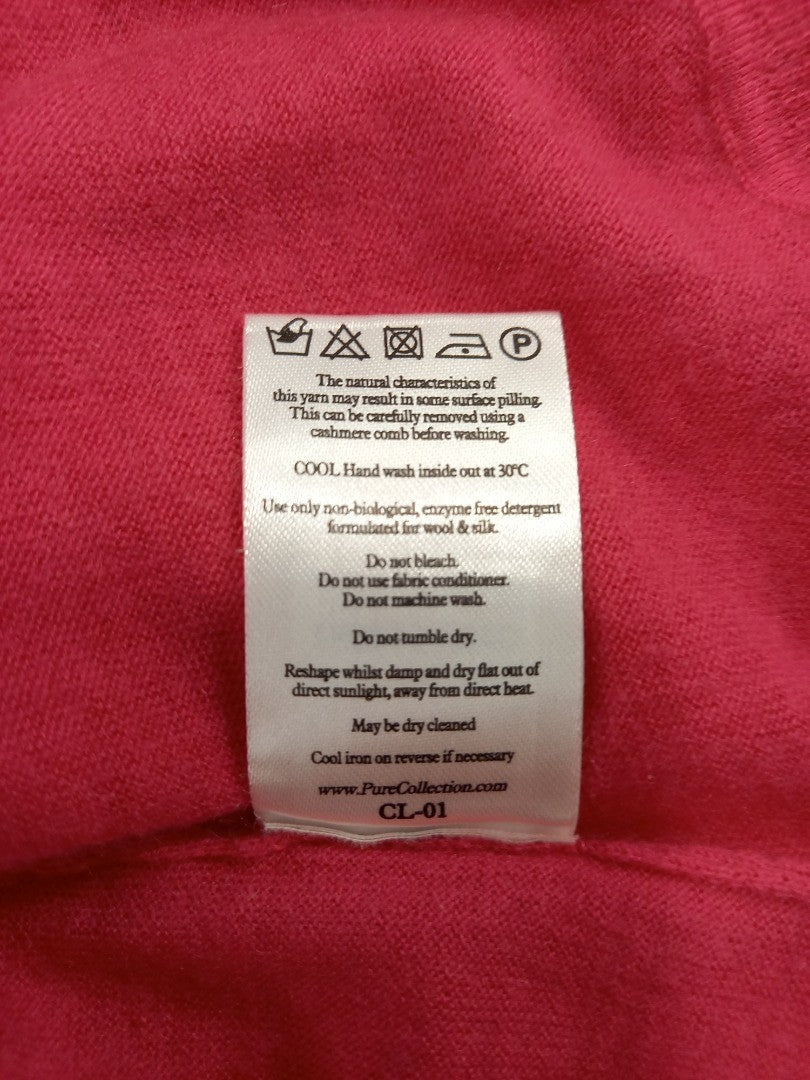 P
The natural characteristics of
this yarn may result in some surface pilling.
This can be carefully removed using a
cashmere comb before washing.
COOL Hand wash inside out at 30°C
Use only non-biological, enzyme free detergent
formulated for wool & silk.
Do not bleach.
Do not use fabric conditioner.
Do not machine wash.
Do not tumble dry.
Reshape whilst damp and dry flat out of
direct sunlight, away from direct heat.
May be dry cleaned
Cool iron on reverse if necessary
www.PureCollection.com
CL-01